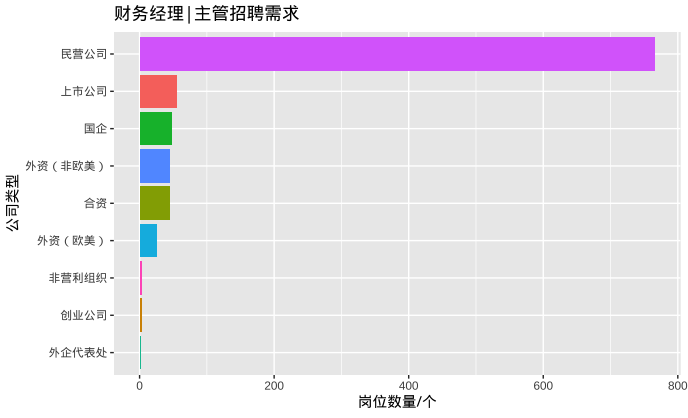 财务经理|主管招聘需求
民营公司
上市公司
国企
外资（非欧美）
合资
外资（欧美）
非营利组织
创业公司
外企代表处
公司类型
0 200 400 600 800
岗位数量/个